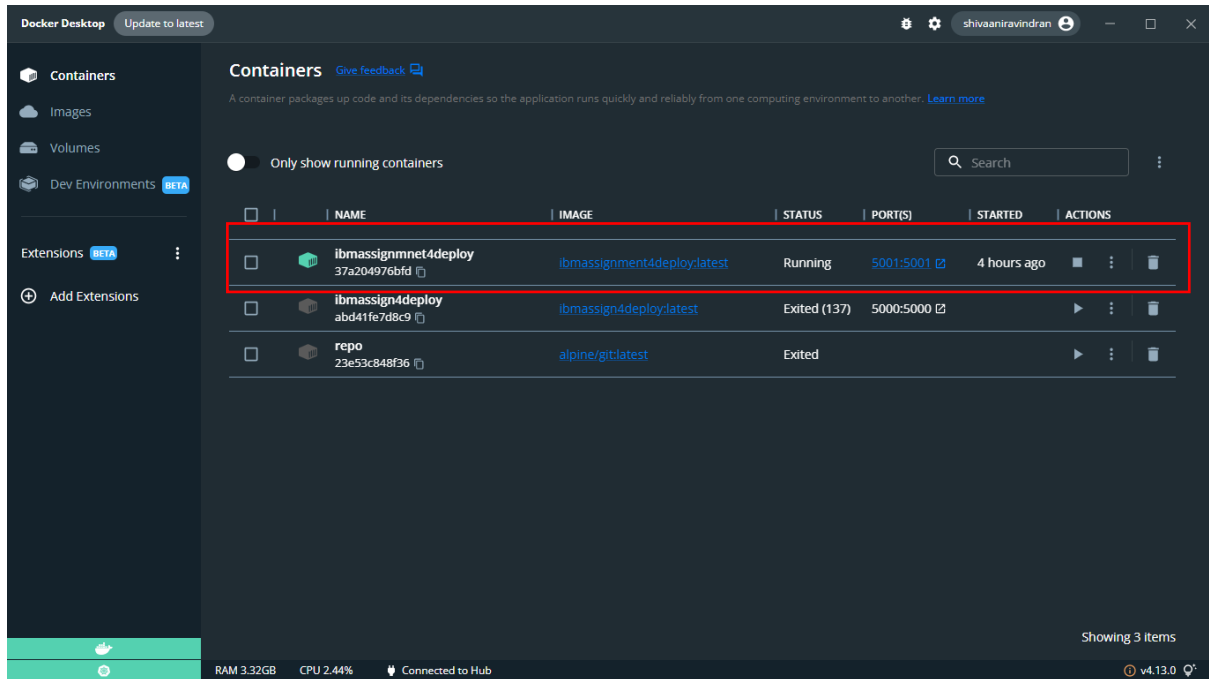 Docker Desktop Update to latest shivaaniravindran
Containers
Images
Volumes
Dev Environments BETA
Extensions BETA
Add Extensions
Containers Give feedback
A container packages up code and its dependencies so the application runs quickly and reliably from one computing environment to another. Learn more
Only show running containers Search
NAME IMAGE STATUS PORT(S) STARTED ACTIONS
ibmassignmnet4deploy
37a204976bfd ibmassignment4deploy:latest Running 5001:5001 4 hours ago
ibmassign4deploy
abd41fe7d8c9 ibmassign4deploy:latest Exited (137) 5000:5000
repo
23e53c848f36 alpine/git:latest Exited
Showing 3 items
RAM 3.32GB CPU 2.44% Connected to Hub v4.13.0